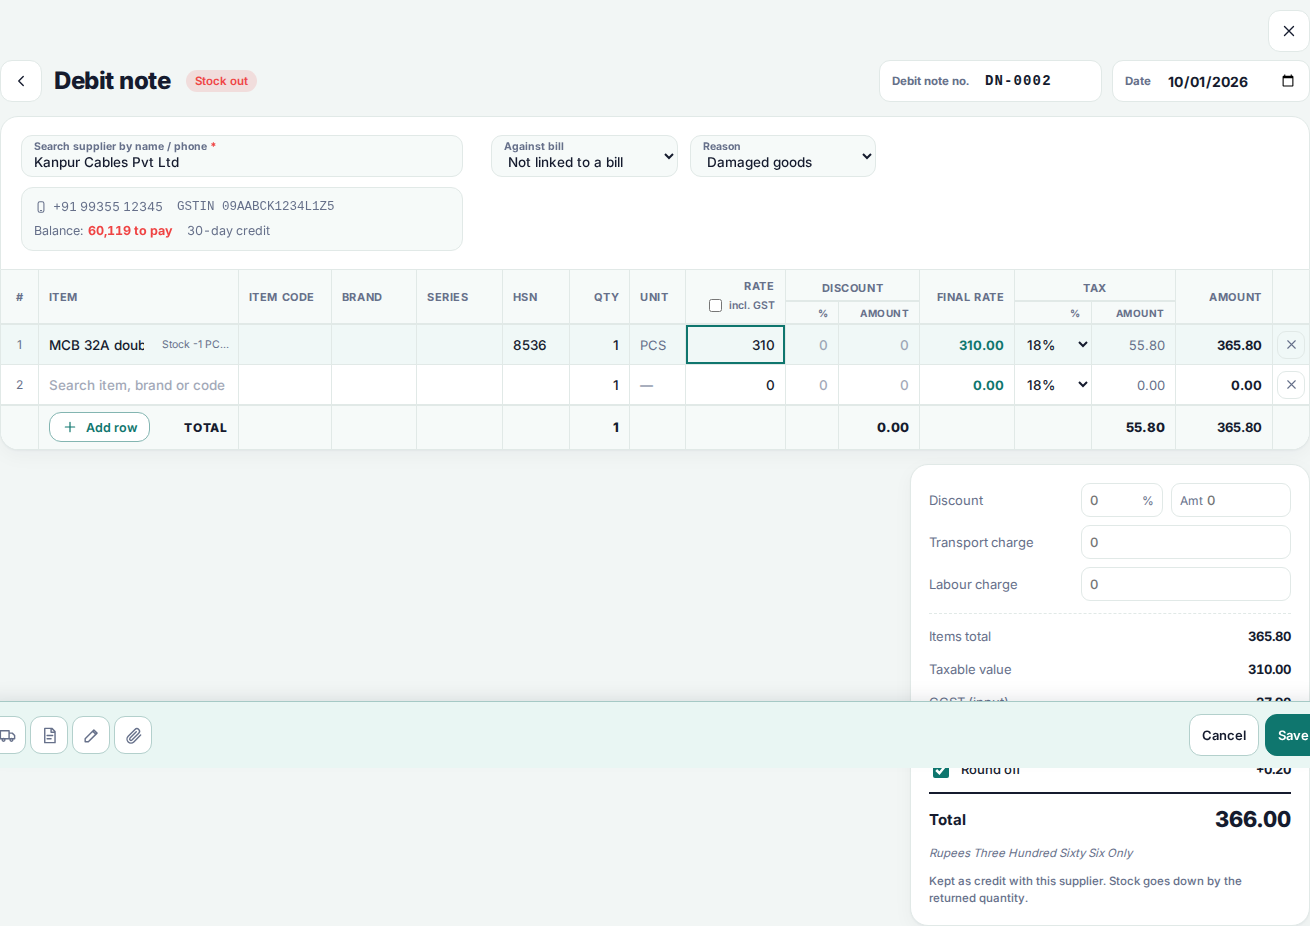 Debit note
Stock out
Debit note no. DN-0002
Date 10/01/2026
Search supplier by name / phone *
Kanpur Cables Pvt Ltd
Against bill
Not linked to a bill
Reason
Damaged goods
+91 99355 12345 GSTIN 09AABCK1234L1Z5
Balance: 60,119 to pay 30-day credit
# ITEM ITEM CODE BRAND SERIES HSN QTY UNIT RATE incl. GST DISCOUNT % AMOUNT FINAL RATE TAX % AMOUNT AMOUNT
1 MCB 32A doub Stock -1 PC... 8536 1 PCS 310 0 0 310.00 18% 55.80 365.80
2 Search item, brand or code 1 — 0 0 0 0.00 18% 0.00 0.00
Add row TOTAL 1 0.00 55.80 365.80
Discount 0 % Amt 0
Transport charge 0
Labour charge 0
Items total 365.80
Taxable value 310.00
Cancel Save
Round off +0.20
Total 366.00
Rupees Three Hundred Sixty Six Only
Kept as credit with this supplier. Stock goes down by the
returned quantity.